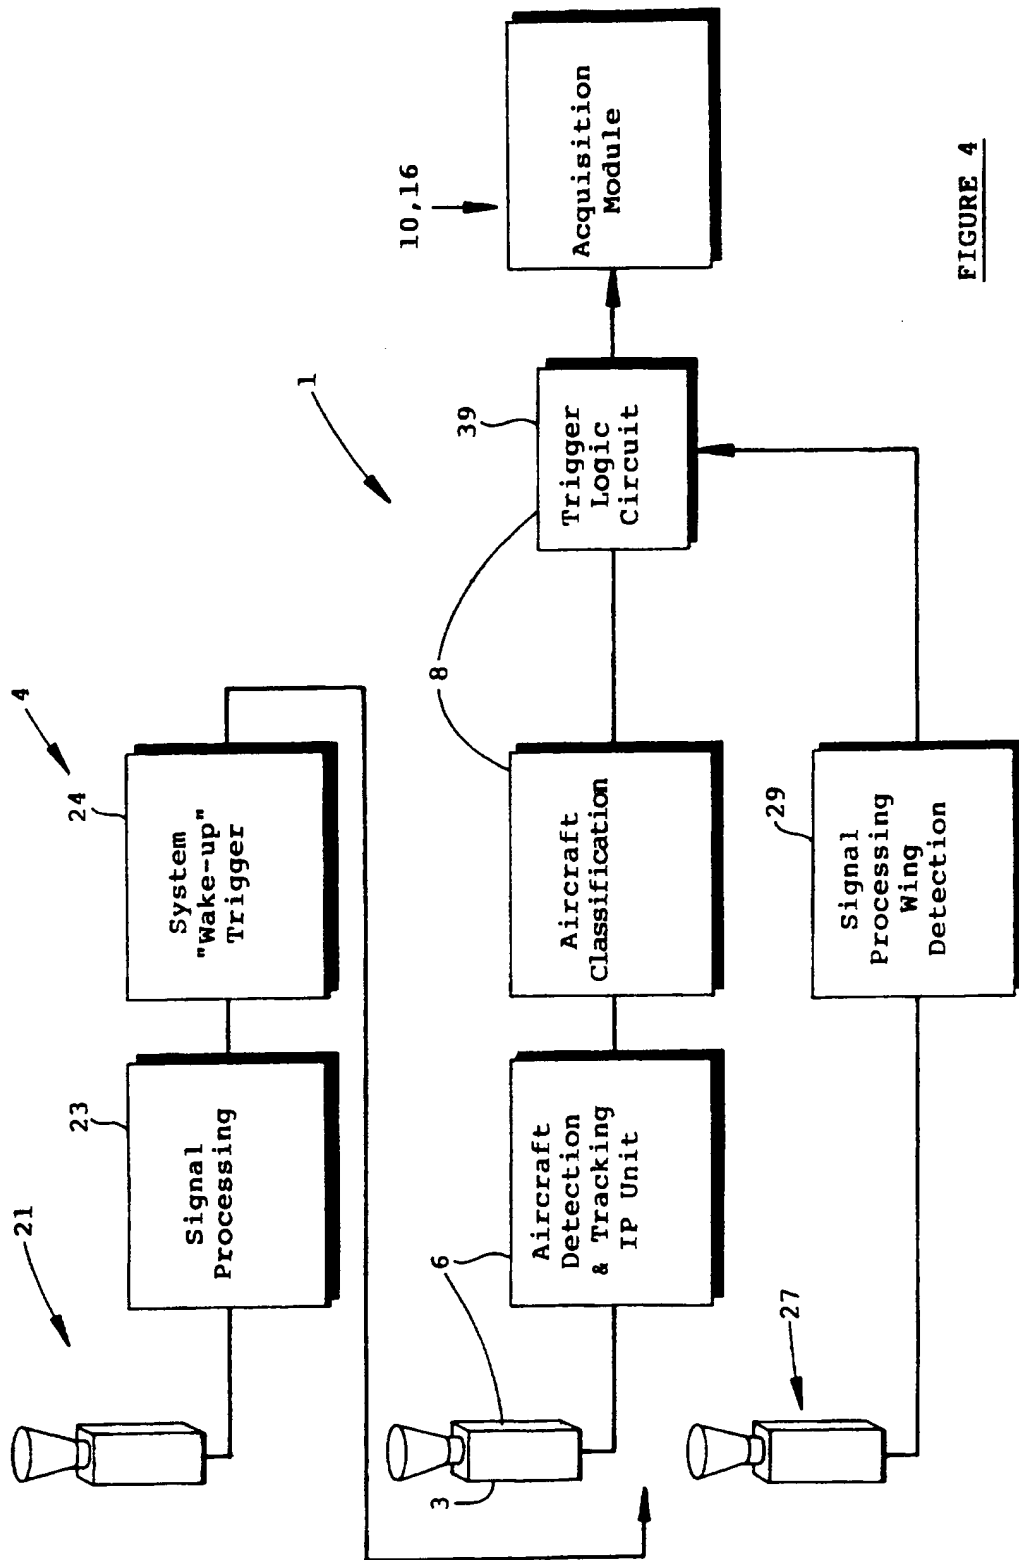 21
23
Signal
Processing
24
System
"Wake-up"
Trigger
4
3
6
Aircraft
Detection
& Tracking
IP Unit
8
Aircraft
Classification
1
39
Trigger
Logic
Circuit
10,16
Acquisition
Module
27
29
Signal
Processing
Wing
Detection
FIGURE 4